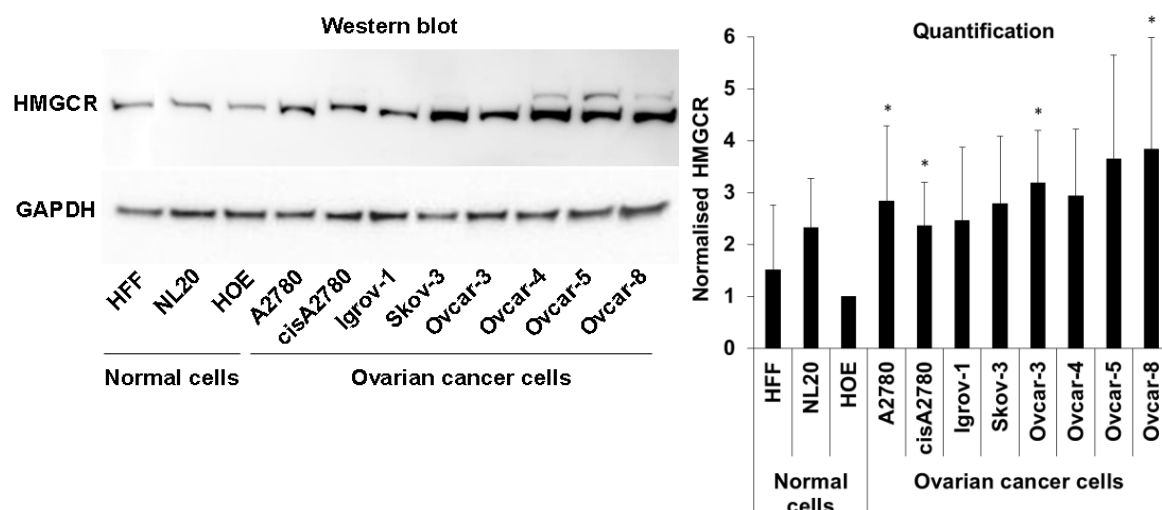 Western blot
HMGCR
GAPDH
HFF
NL20
HOE
A2780
cisA2780
Igrov-1
Skov-3
Ovcar-3
Ovcar-4
Ovcar-5
Ovcar-8
Normal cells
Ovarian cancer cells
Quantification
Normalised HMGCR
6
5
4
3
2
1
0
*
*
*
*
HFF
NL20
HOE
A2780
cisA2780
Igrov-1
Skov-3
Ovcar-3
Ovcar-4
Ovcar-5
Ovcar-8
Normal
cells
Ovarian cancer cells